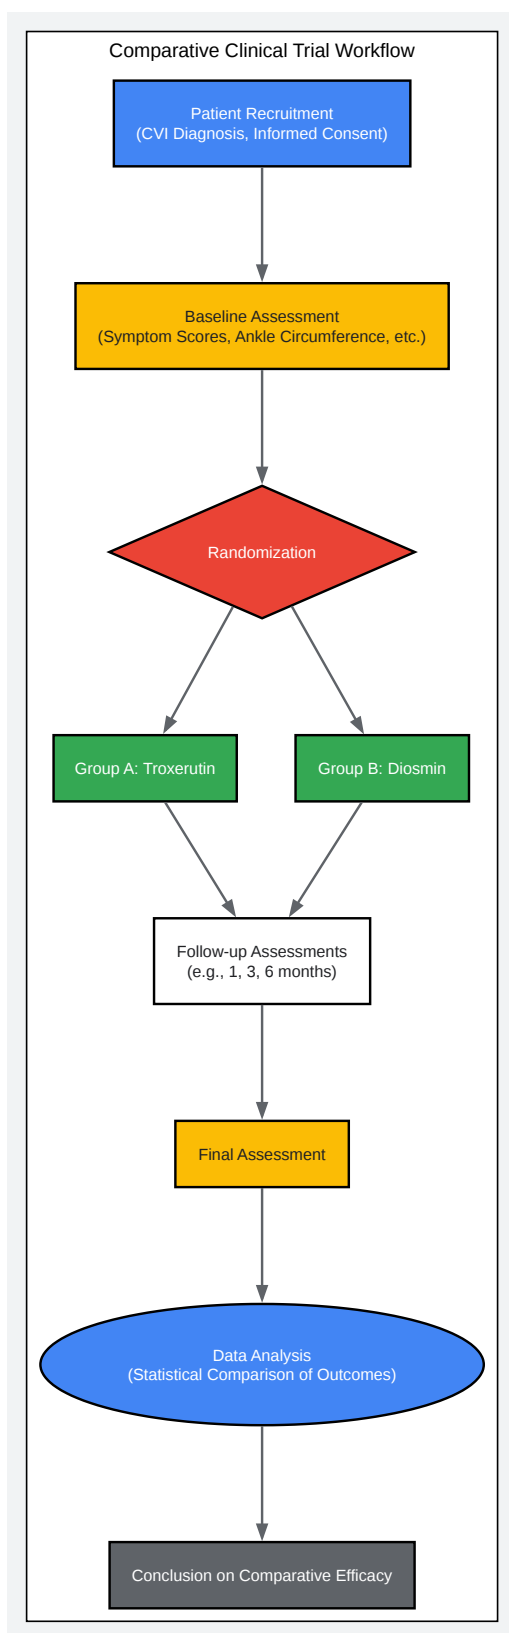 Comparative Clinical Trial Workflow
Patient Recruitment
(CVI Diagnosis, Informed Consent)
Baseline Assessment
(Symptom Scores, Ankle Circumference, etc.)
Randomization
Group A: Troxerutin
Group B: Diosmin
Follow-up Assessments
(e.g., 1, 3, 6 months)
Final Assessment
Data Analysis
(Statistical Comparison of Outcomes)
Conclusion on Comparative Efficacy